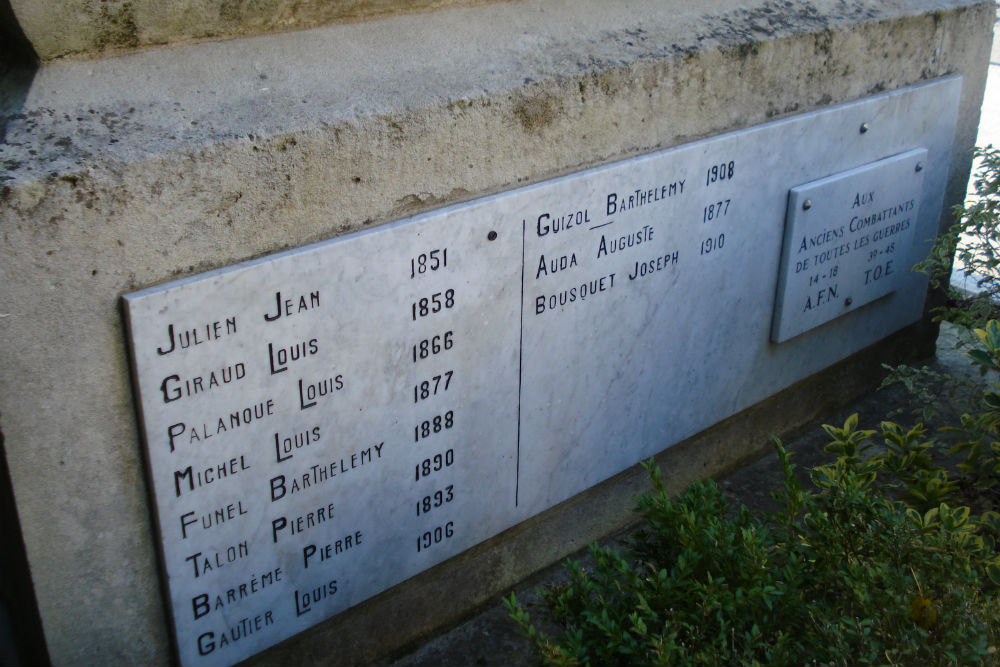 Julien Jean 1851
Giraud Louis 1858
Palanque Louis 1866
Michel Louis 1877
Funel Barthelemy 1888
Talon Pierre 1890
Barrême Pierre 1893
Gautier Louis 1906
Guizol Barthelemy 1908
Auda Auguste 1877
Bousquet Joseph 1910
Aux
Anciens Combattants
de toutes les guerres
14-18 39-45
A.F.N. T.O.E.